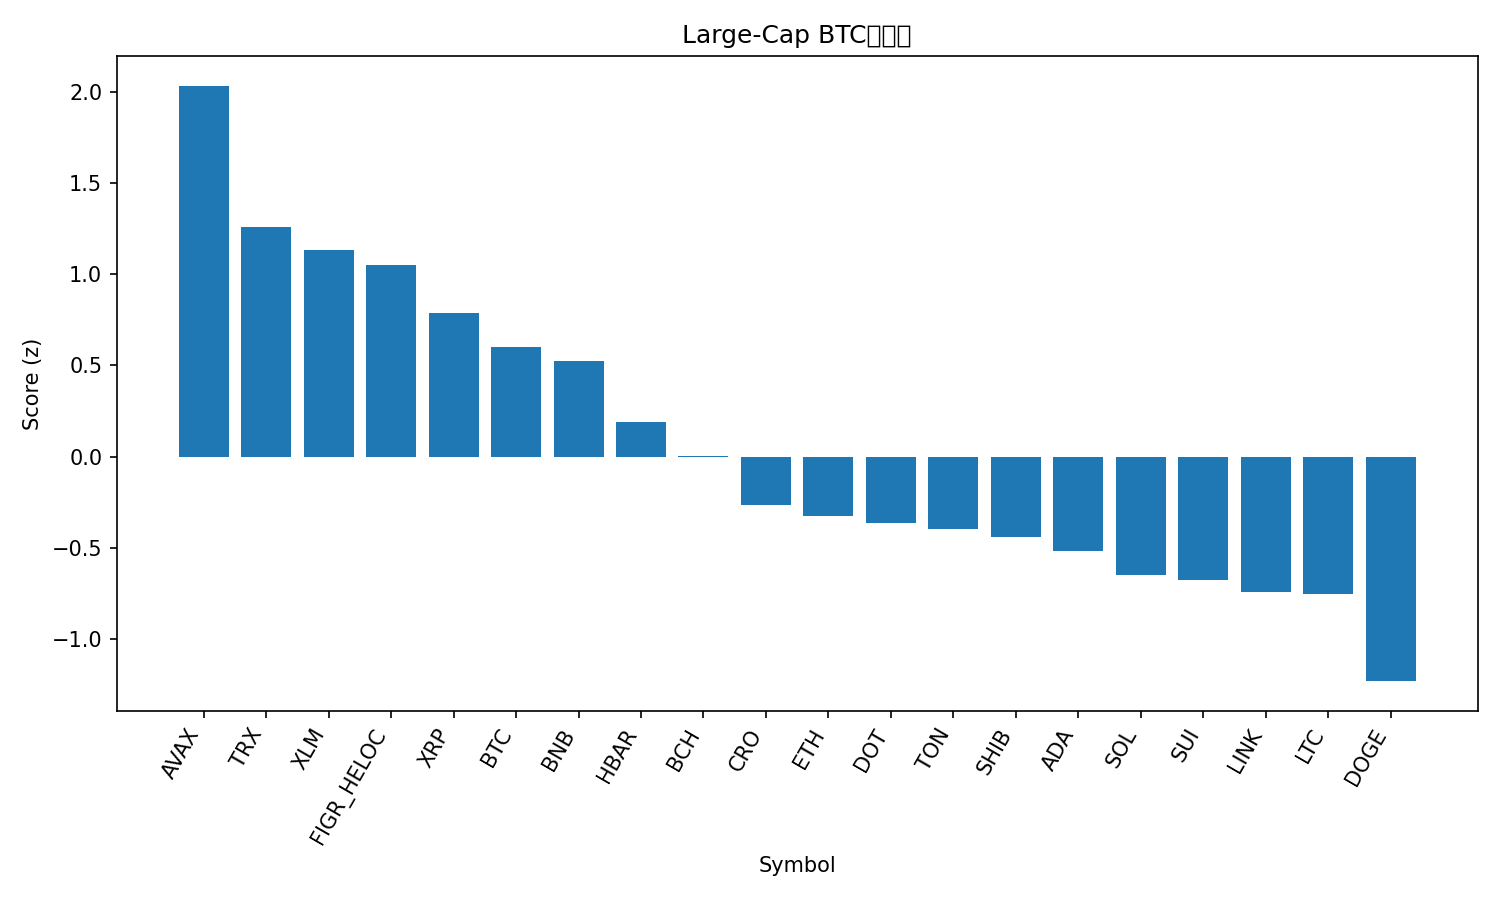 Large-Cap BTC
2.0
1.5
1.0
0.5
0.0
−0.5
−1.0
Score (z)
AVAX
TRX
XLM
FIGR_HELOC
XRP
BTC
BNB
HBAR
BCH
CRO
ETH
DOT
TON
SHIB
ADA
SOL
SUI
LINK
LTC
DOGE
Symbol